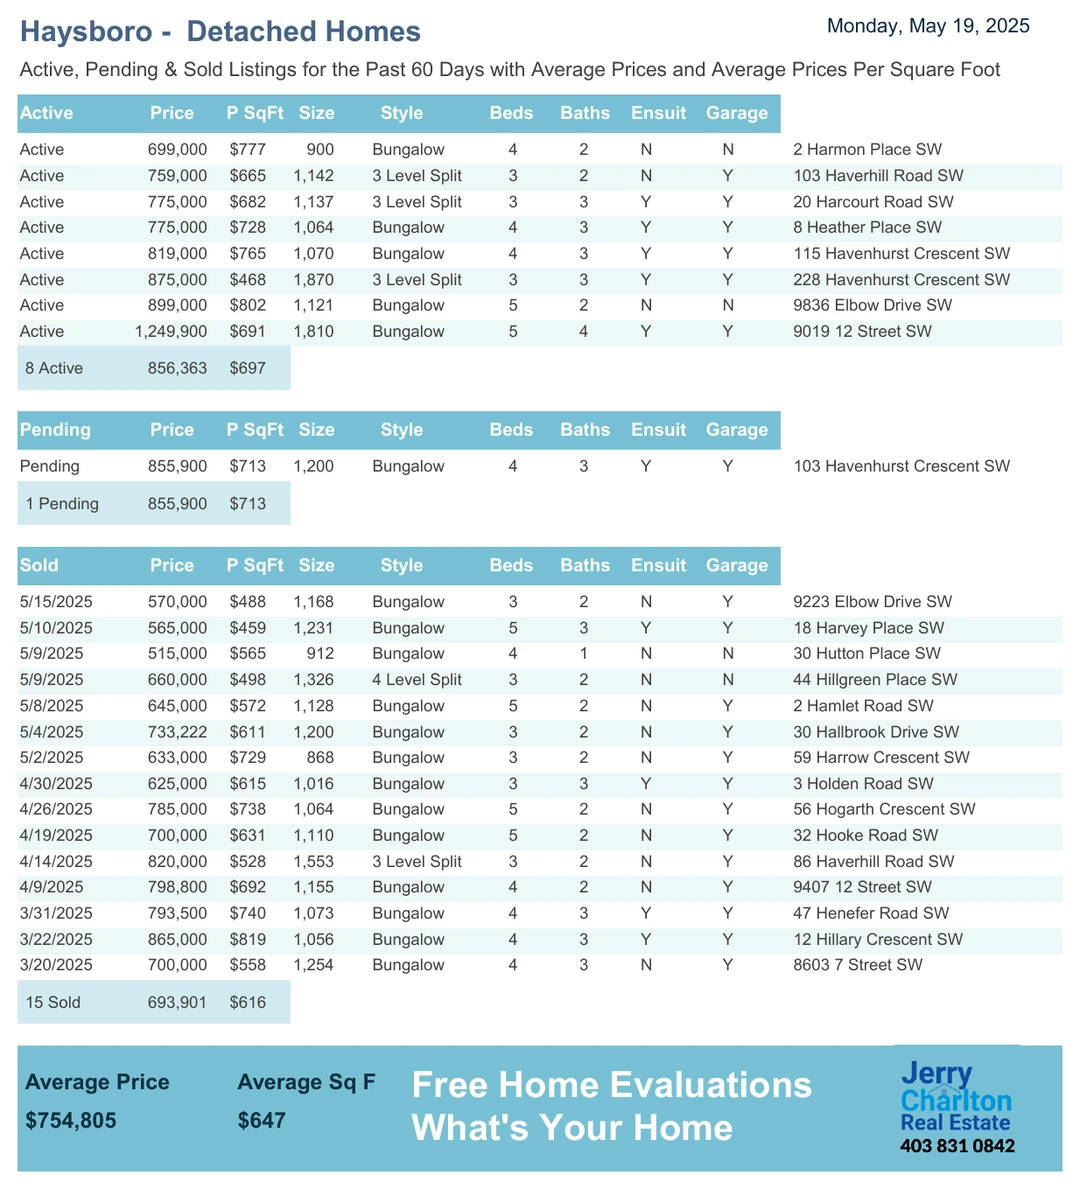 Haysboro -  Detached Homes
Monday, May 19, 2025
Active, Pending & Sold Listings for the Past 60 Days with Average Prices and Average Prices Per Square Foot
Active Price P SqFt Size Style Beds Baths Ensuit Garage
Active 699,000 $777 900 Bungalow 4 2 N N 2 Harmon Place SW
Active 759,000 $665 1,142 3 Level Split 3 2 N Y 103 Haverhill Road SW
Active 775,000 $682 1,137 3 Level Split 3 3 Y Y 20 Harcourt Road SW
Active 775,000 $728 1,064 Bungalow 4 3 Y Y 8 Heather Place SW
Active 819,000 $765 1,070 Bungalow 4 3 Y Y 115 Havenhurst Crescent SW
Active 875,000 $468 1,870 3 Level Split 3 3 Y Y 228 Havenhurst Crescent SW
Active 899,000 $802 1,121 Bungalow 5 2 N N 9836 Elbow Drive SW
Active 1,249,900 $691 1,810 Bungalow 5 4 Y Y 9019 12 Street SW
8 Active 856,363 $697
Pending Price P SqFt Size Style Beds Baths Ensuit Garage
Pending 855,900 $713 1,200 Bungalow 4 3 Y Y 103 Havenhurst Crescent SW
1 Pending 855,900 $713
Sold Price P SqFt Size Style Beds Baths Ensuit Garage
5/15/2025 570,000 $488 1,168 Bungalow 3 2 N Y 9223 Elbow Drive SW
5/10/2025 565,000 $459 1,231 Bungalow 5 3 Y Y 18 Harvey Place SW
5/9/2025 515,000 $565 912 Bungalow 4 1 N N 30 Hutton Place SW
5/9/2025 660,000 $498 1,326 4 Level Split 3 2 N N 44 Hillgreen Place SW
5/8/2025 645,000 $572 1,128 Bungalow 5 2 N Y 2 Hamlet Road SW
5/4/2025 733,222 $611 1,200 Bungalow 3 2 N Y 30 Hallbrook Drive SW
5/2/2025 633,000 $729 868 Bungalow 3 2 N Y 59 Harrow Crescent SW
4/30/2025 625,000 $615 1,016 Bungalow 3 3 Y Y 3 Holden Road SW
4/26/2025 785,000 $738 1,064 Bungalow 5 2 N Y 56 Hogarth Crescent SW
4/19/2025 700,000 $631 1,110 Bungalow 5 2 N Y 32 Hooke Road SW
4/14/2025 820,000 $528 1,553 3 Level Split 3 2 N Y 86 Haverhill Road SW
4/9/2025 798,800 $692 1,155 Bungalow 4 2 N Y 9407 12 Street SW
3/31/2025 793,500 $740 1,073 Bungalow 4 3 Y Y 47 Henefer Road SW
3/22/2025 865,000 $819 1,056 Bungalow 4 3 Y Y 12 Hillary Crescent SW
3/20/2025 700,000 $558 1,254 Bungalow 4 3 N Y 8603 7 Street SW
15 Sold 693,901 $616
Average Price Average Sq F
$754,805 $647
Free Home Evaluations
What's Your Home
Jerry
Charlton
Real Estate
403 831 0842